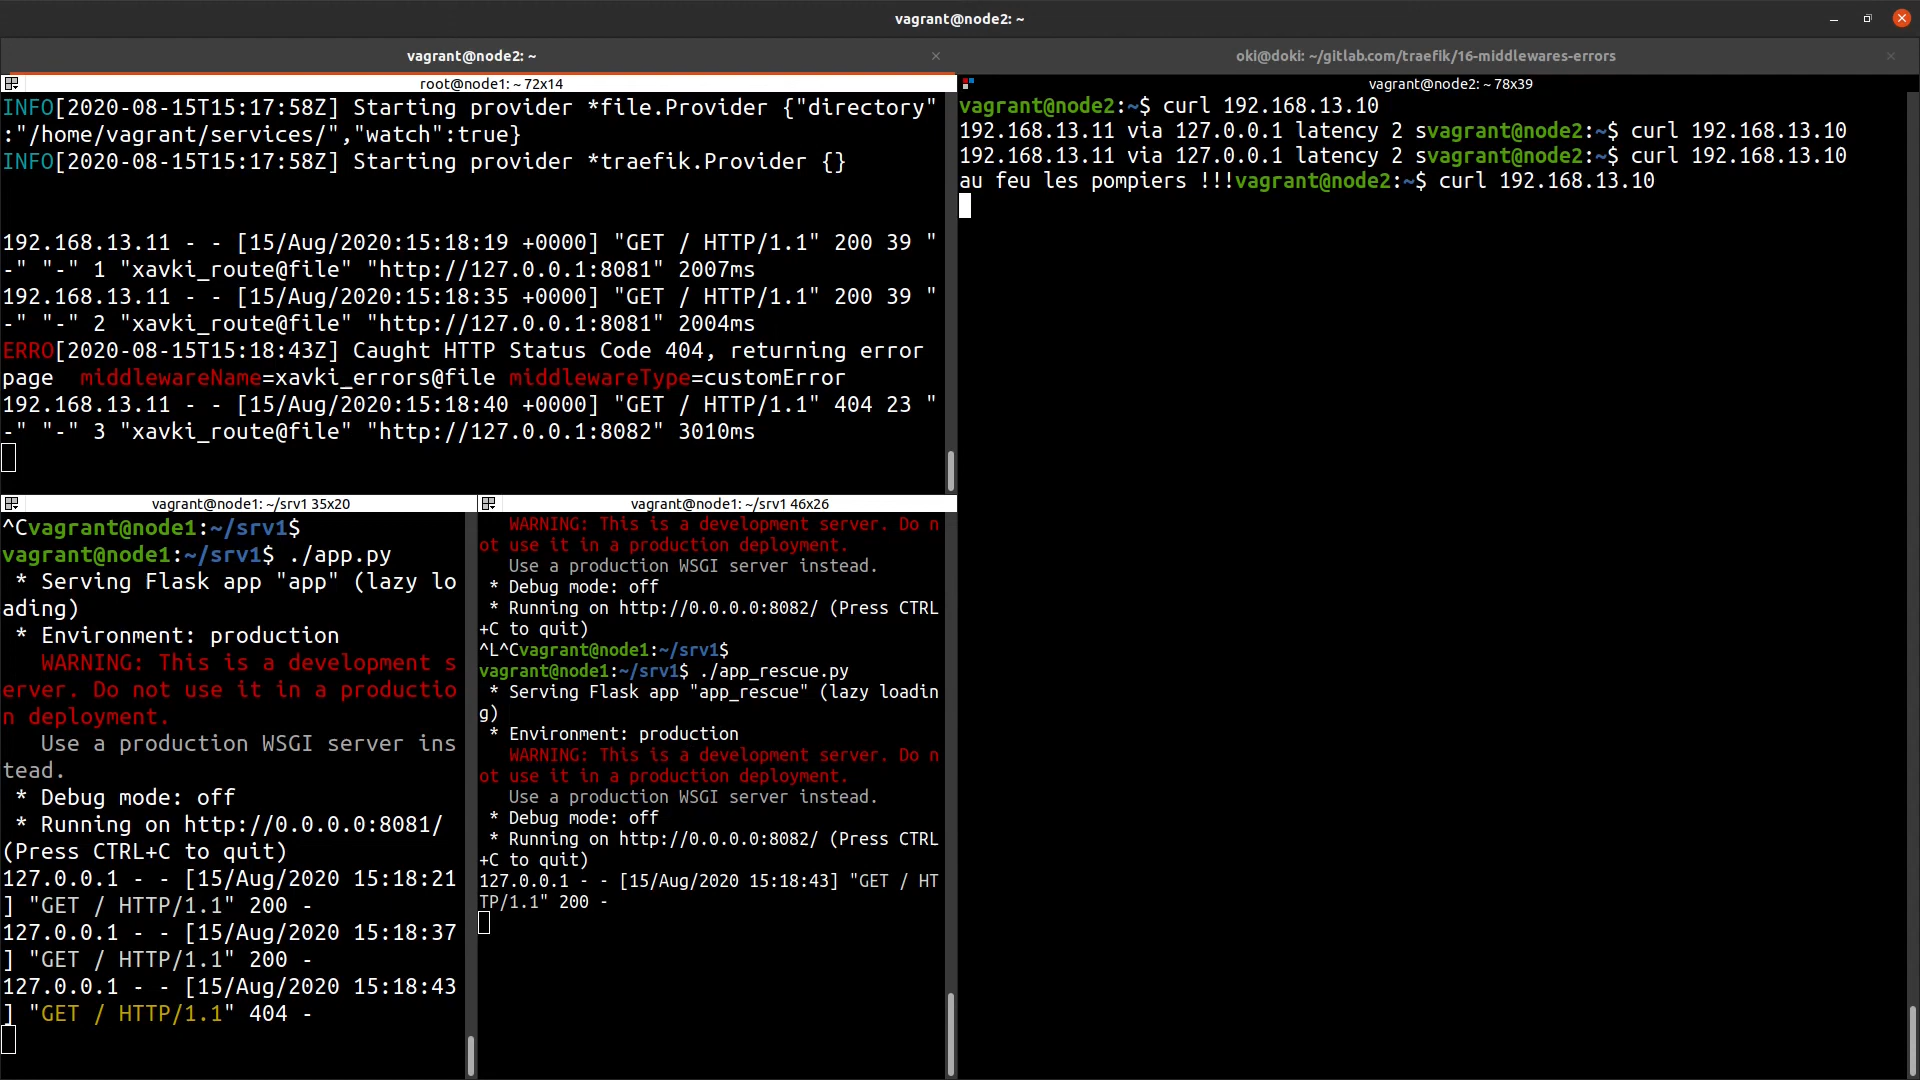 vagrant@node2: ~
vagrant@node2: ~
oki@doki: ~/gitlab.com/traefik/16-middlewares-errors
root@node1: ~ 72x14
INFO[2020-08-15T15:17:58Z] Starting provider *file.Provider {"directory"
:"/home/vagrant/services/","watch":true}
INFO[2020-08-15T15:17:58Z] Starting provider *traefik.Provider {}
192.168.13.11 - - [15/Aug/2020:15:18:19 +0000] "GET / HTTP/1.1" 200 39 "
-" "-" 1 "xavki_route@file" "http://127.0.0.1:8081" 2007ms
192.168.13.11 - - [15/Aug/2020:15:18:35 +0000] "GET / HTTP/1.1" 200 39 "
-" "-" 2 "xavki_route@file" "http://127.0.0.1:8081" 2004ms
ERRO[2020-08-15T15:18:43Z] Caught HTTP Status Code 404, returning error
page  middlewareName=xavki_errors@file middlewareType=customError
192.168.13.11 - - [15/Aug/2020:15:18:40 +0000] "GET / HTTP/1.1" 404 23 "
-" "-" 3 "xavki_route@file" "http://127.0.0.1:8082" 3010ms
vagrant@node1: ~/srv1 35x20
^Cvagrant@node1:~/srv1$
vagrant@node1:~/srv1$ ./app.py
 * Serving Flask app "app" (lazy lo
ading)
 * Environment: production
   WARNING: This is a development s
erver. Do not use it in a productio
n deployment.
   Use a production WSGI server ins
tead.
 * Debug mode: off
 * Running on http://0.0.0.0:8081/
(Press CTRL+C to quit)
127.0.0.1 - - [15/Aug/2020 15:18:21
] "GET / HTTP/1.1" 200 -
127.0.0.1 - - [15/Aug/2020 15:18:37
] "GET / HTTP/1.1" 200 -
127.0.0.1 - - [15/Aug/2020 15:18:43
] "GET / HTTP/1.1" 404 -
vagrant@node1: ~/srv1 46x26
   WARNING: This is a development server. Do n
ot use it in a production deployment.
   Use a production WSGI server instead.
 * Debug mode: off
 * Running on http://0.0.0.0:8082/ (Press CTRL
+C to quit)
^L^Cvagrant@node1:~/srv1$
vagrant@node1:~/srv1$ ./app_rescue.py
 * Serving Flask app "app_rescue" (lazy loadin
g)
 * Environment: production
   WARNING: This is a development server. Do n
ot use it in a production deployment.
   Use a production WSGI server instead.
 * Debug mode: off
 * Running on http://0.0.0.0:8082/ (Press CTRL
+C to quit)
127.0.0.1 - - [15/Aug/2020 15:18:43] "GET / HT
TP/1.1" 200 -
vagrant@node2: ~ 78x39
vagrant@node2:~$ curl 192.168.13.10
192.168.13.11 via 127.0.0.1 latency 2 svagrant@node2:~$ curl 192.168.13.10
192.168.13.11 via 127.0.0.1 latency 2 svagrant@node2:~$ curl 192.168.13.10
au feu les pompiers !!!vagrant@node2:~$ curl 192.168.13.10